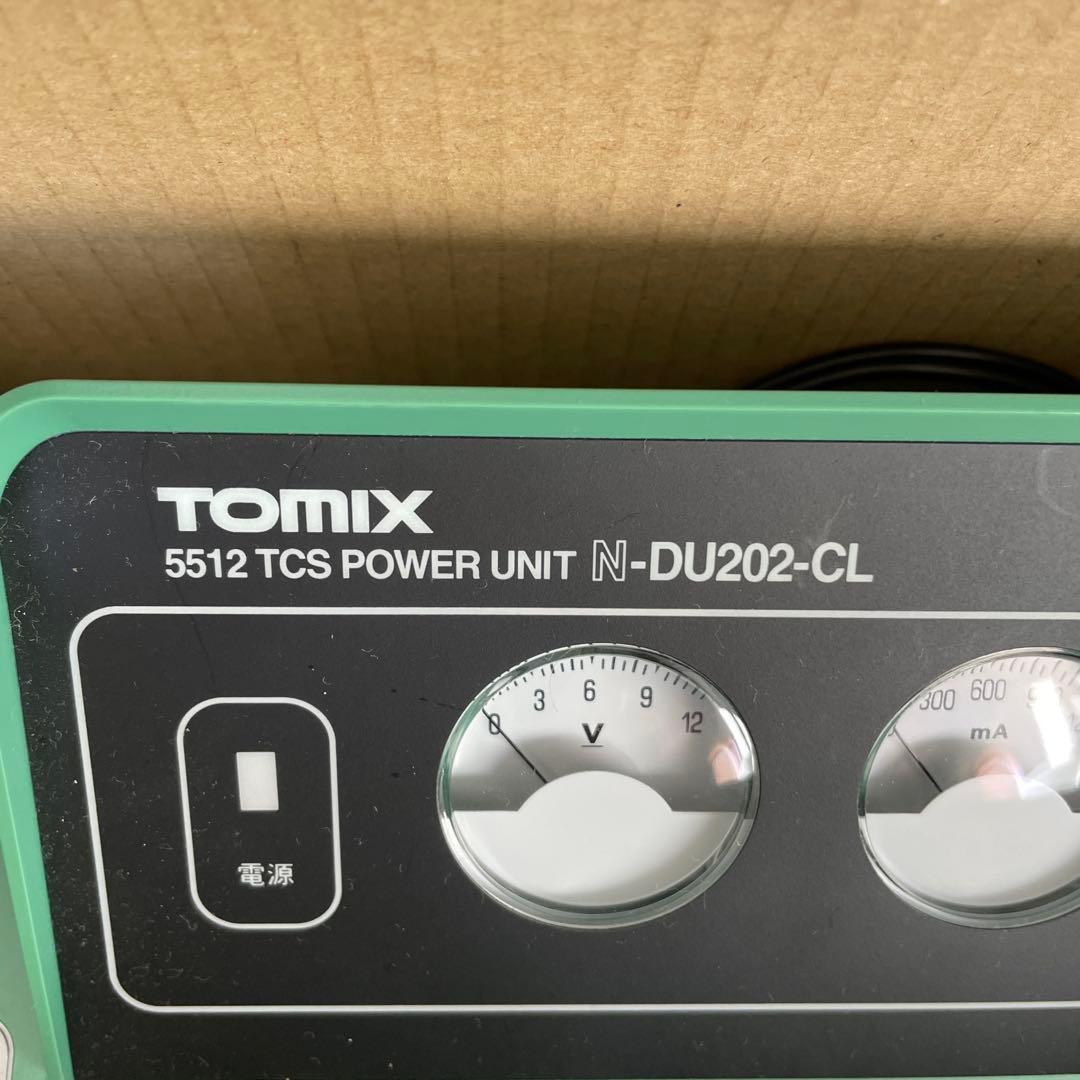 TOMIX
5512 TCS POWER UNIT N-DU202-CL
0 3 6 9 12
V
300 600
mA
電源